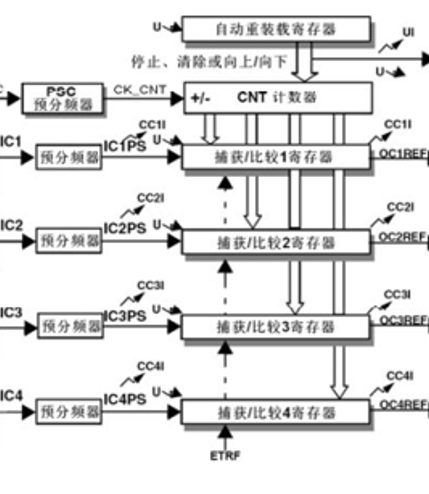 U 自动重装载寄存器 UI
停止、清除或向上/向下 U
C PSC 预分频器 CK_CNT +/- CNT 计数器
CC1I CC1I
IC1 预分频器 IC1PS U 捕获/比较1寄存器 OC1REF
CC2I CC2I
IC2 预分频器 IC2PS U 捕获/比较2寄存器 OC2REF
CC3I CC3I
IC3 预分频器 IC3PS U 捕获/比较3寄存器 OC3REF
CC4I CC4I
IC4 预分频器 IC4PS U 捕获/比较4寄存器 OC4REF
ETRF